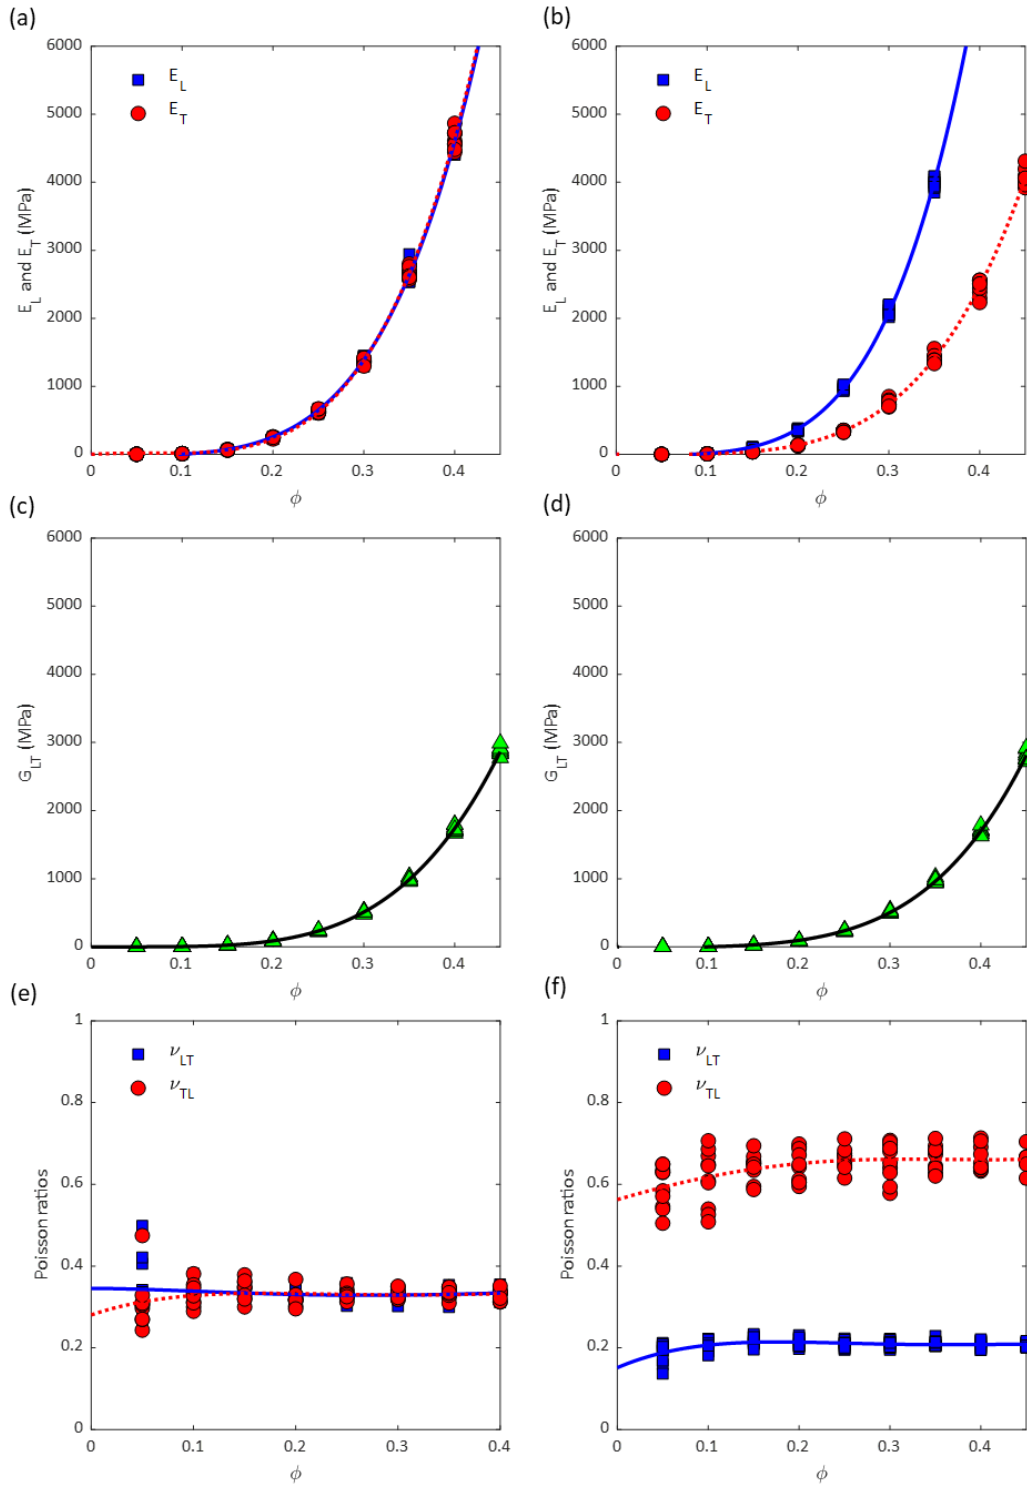 (a)
6000
5000
4000
3000
2000
1000
0
E_L and E_T (MPa)
E_L
E_T
0 0.1 0.2 0.3 0.4
ϕ
(b)
6000
5000
4000
3000
2000
1000
0
E_L and E_T (MPa)
E_L
E_T
0 0.1 0.2 0.3 0.4
ϕ
(c)
6000
5000
4000
3000
2000
1000
0
G_LT (MPa)
0 0.1 0.2 0.3 0.4
ϕ
(d)
6000
5000
4000
3000
2000
1000
0
G_LT (MPa)
0 0.1 0.2 0.3 0.4
ϕ
(e)
1
0.8
0.6
0.4
0.2
0
Poisson ratios
ν_LT
ν_TL
0 0.1 0.2 0.3 0.4
ϕ
(f)
1
0.8
0.6
0.4
0.2
0
Poisson ratios
ν_LT
ν_TL
0 0.1 0.2 0.3 0.4
ϕ